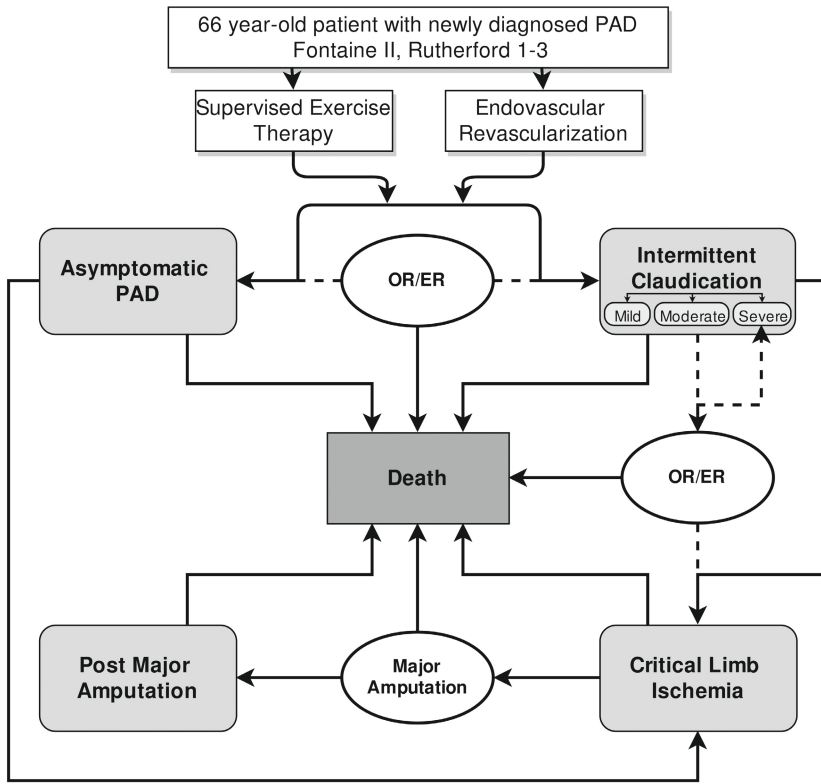 66 year-old patient with newly diagnosed PAD
Fontaine II, Rutherford 1-3
Supervised Exercise
Therapy
Endovascular
Revascularization
Asymptomatic
PAD
OR/ER
Intermittent
Claudication
Mild
Moderate
Severe
Death
OR/ER
Post Major
Amputation
Major
Amputation
Critical Limb
Ischemia